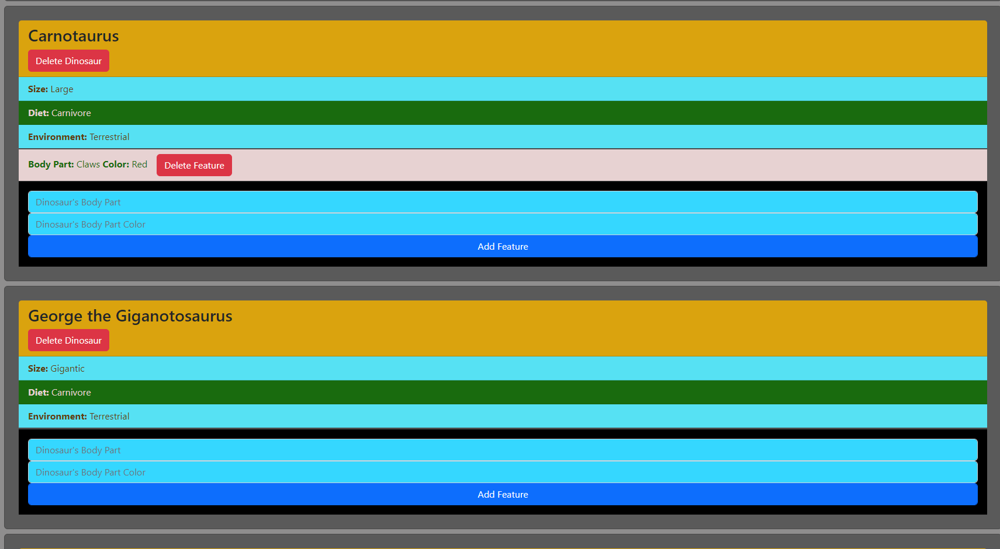 Carnotaurus
Delete Dinosaur
Size: Large
Diet: Carnivore
Environment: Terrestrial
Body Part: Claws Color: Red Delete Feature
Dinosaur's Body Part
Dinosaur's Body Part Color
Add Feature
George the Giganotosaurus
Delete Dinosaur
Size: Gigantic
Diet: Carnivore
Environment: Terrestrial
Dinosaur's Body Part
Dinosaur's Body Part Color
Add Feature